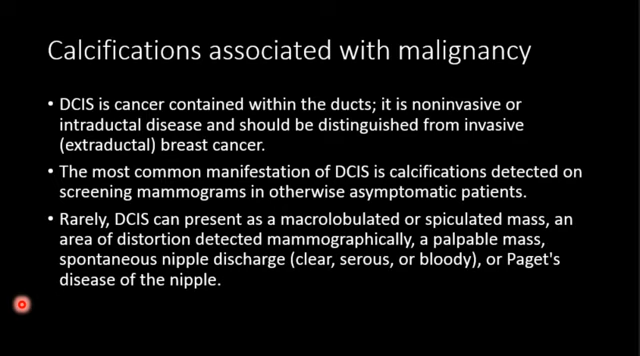 Calcifications associated with malignancy
• DCIS is cancer contained within the ducts; it is noninvasive or
intraductal disease and should be distinguished from invasive
(extraductal) breast cancer.
• The most common manifestation of DCIS is calcifications detected on
screening mammograms in otherwise asymptomatic patients.
• Rarely, DCIS can present as a macrolobulated or spiculated mass, an
area of distortion detected mammographically, a palpable mass,
spontaneous nipple discharge (clear, serous, or bloody), or Paget's
disease of the nipple.